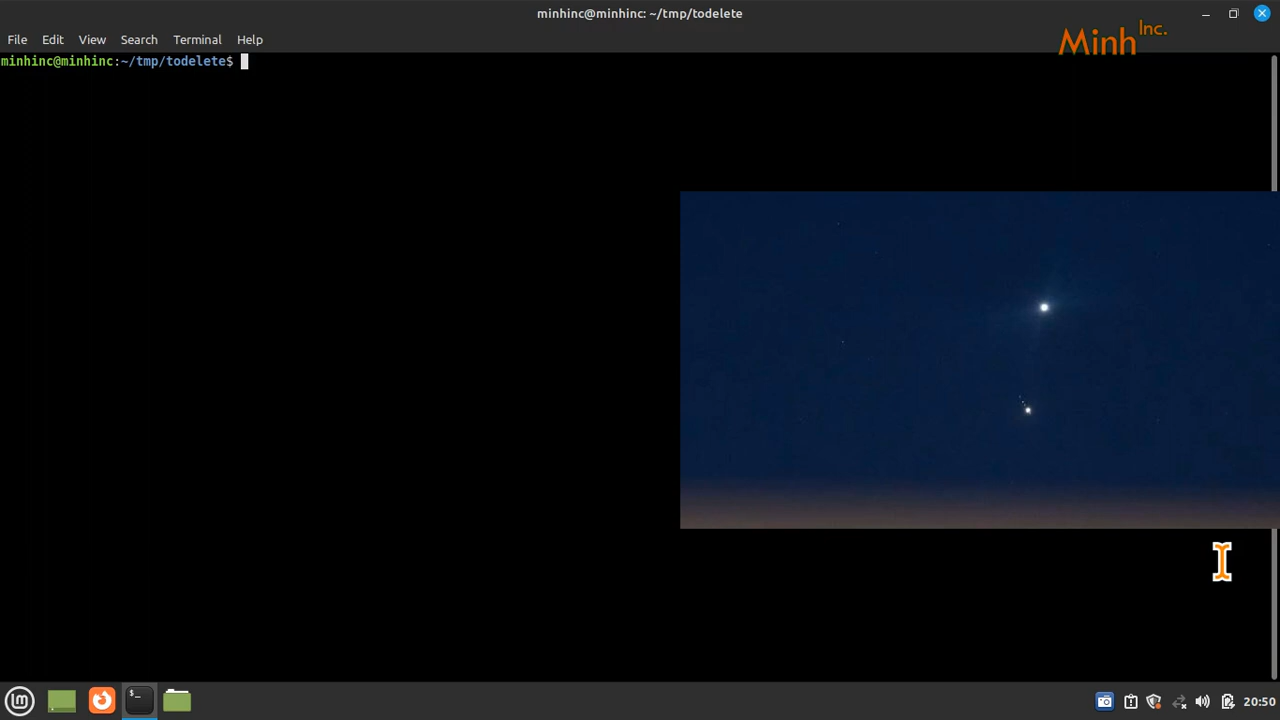 minhinc@minhinc: ~/tmp/todelete
Minh Inc.
File Edit View Search Terminal Help
minhinc@minhinc:~/tmp/todelete$
$_
20:50